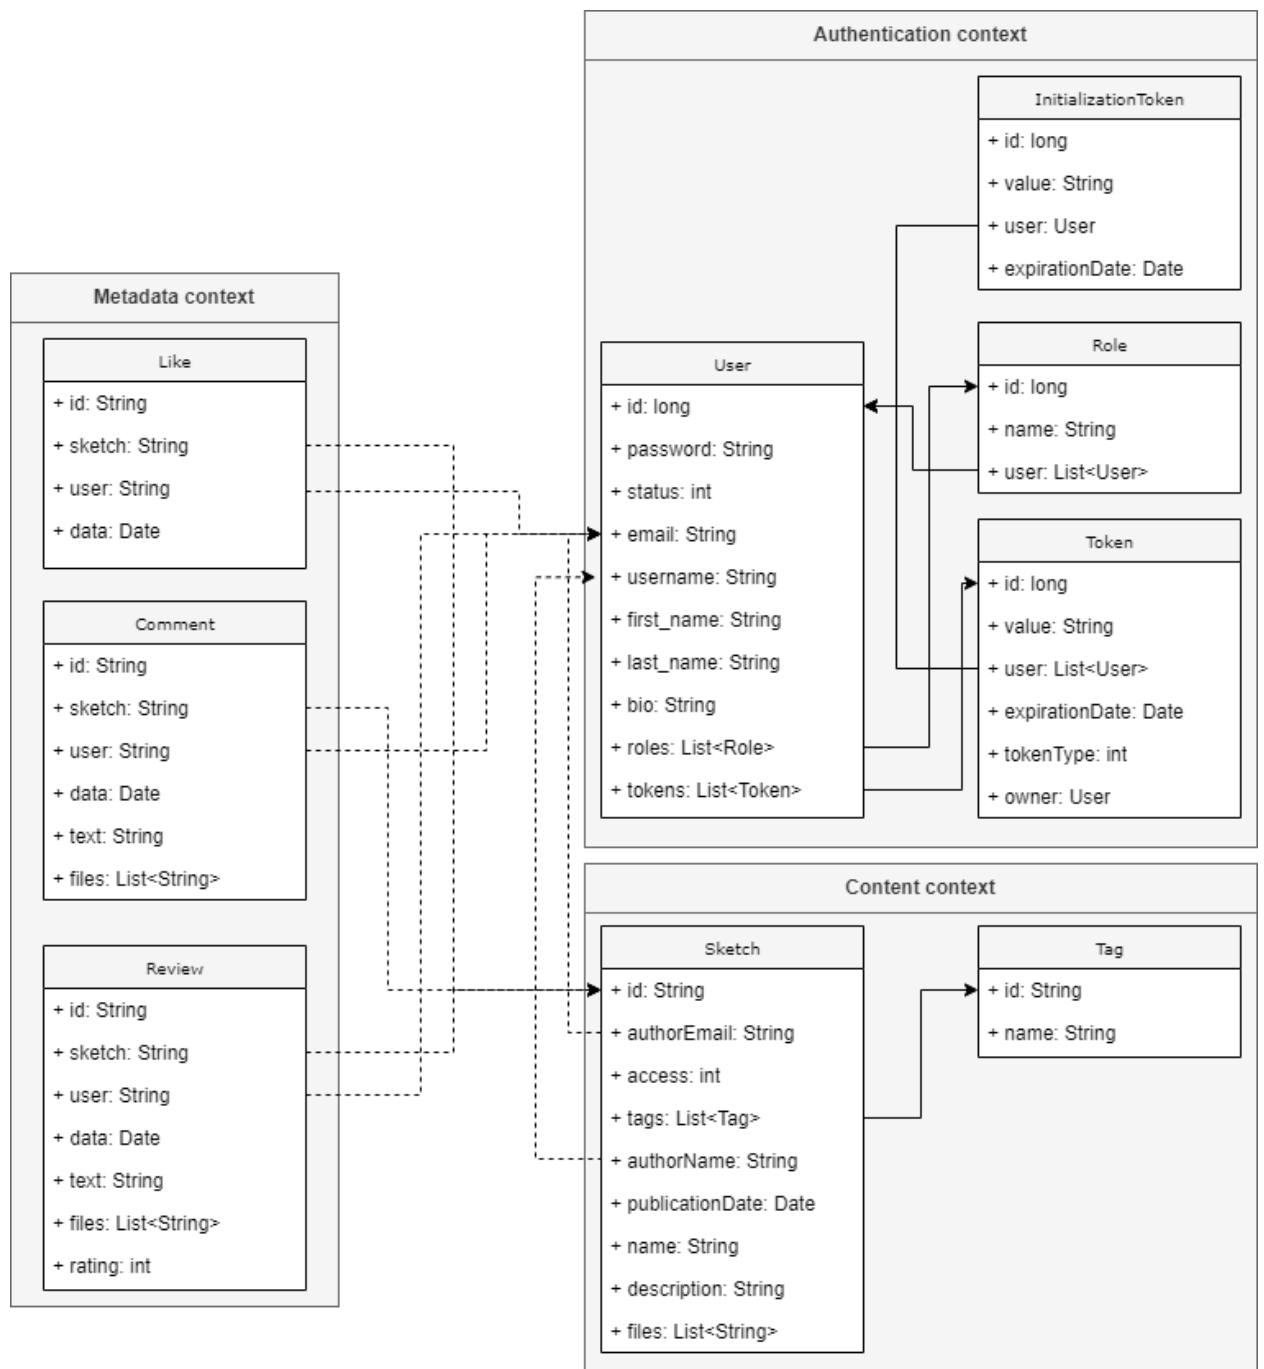 Authentication context
InitializationToken
+ id: long
+ value: String
+ user: User
+ expirationDate: Date
Role
+ id: long
+ name: String
+ user: List<User>
Token
+ id: long
+ value: String
+ user: List<User>
+ expirationDate: Date
+ tokenType: int
+ owner: User
User
+ id: long
+ password: String
+ status: int
+ email: String
+ username: String
+ first_name: String
+ last_name: String
+ bio: String
+ roles: List<Role>
+ tokens: List<Token>
Metadata context
Like
+ id: String
+ sketch: String
+ user: String
+ data: Date
Comment
+ id: String
+ sketch: String
+ user: String
+ data: Date
+ text: String
+ files: List<String>
Review
+ id: String
+ sketch: String
+ user: String
+ data: Date
+ text: String
+ files: List<String>
+ rating: int
Content context
Sketch
+ id: String
+ authorEmail: String
+ access: int
+ tags: List<Tag>
+ authorName: String
+ publicationDate: Date
+ name: String
+ description: String
+ files: List<String>
Tag
+ id: String
+ name: String